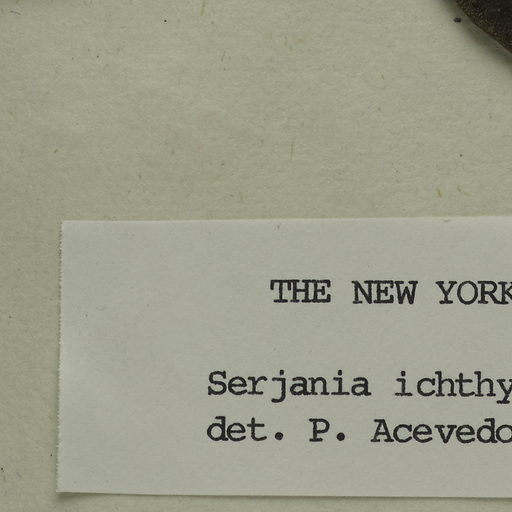 THE NEW YORK
Serjania ichthy
det. P. Acevedo